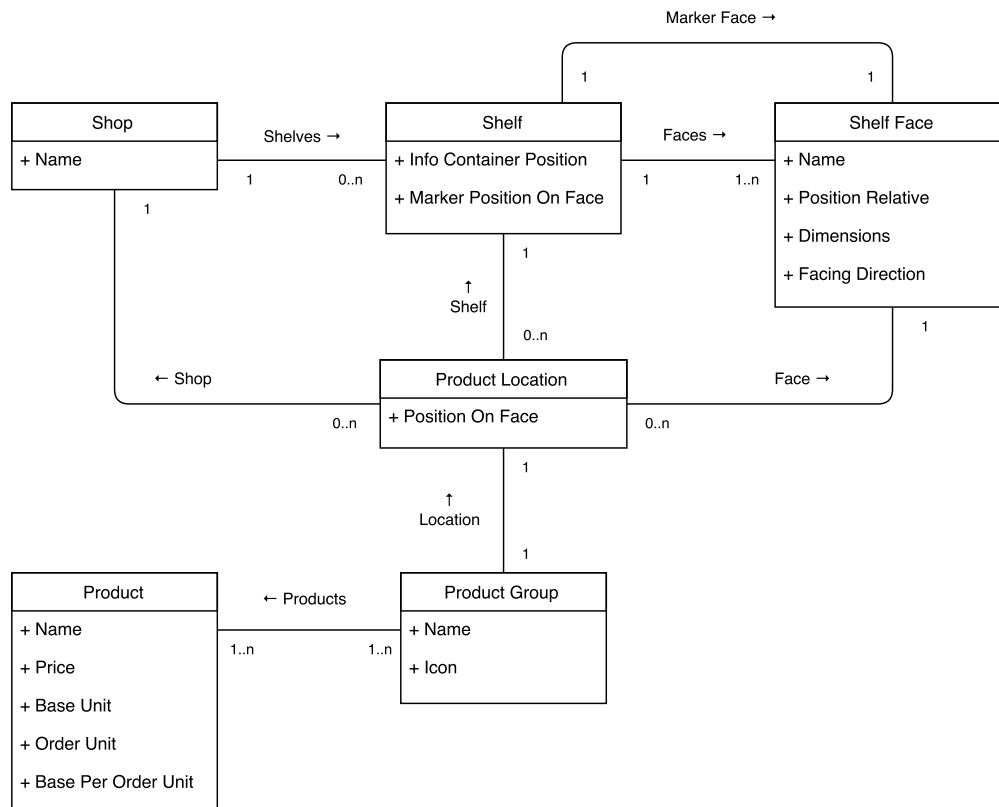 Marker Face →
1
1
Shop
+ Name
Shelves →
1
0..n
Shelf
+ Info Container Position
+ Marker Position On Face
Faces →
1
1..n
Shelf Face
+ Name
+ Position Relative
+ Dimensions
+ Facing Direction
1
1
1
↑
Shelf
0..n
← Shop
0..n
Product Location
+ Position On Face
Face →
0..n
1
↑
Location
1
Product
+ Name
+ Price
+ Base Unit
+ Order Unit
+ Base Per Order Unit
← Products
1..n
1..n
Product Group
+ Name
+ Icon